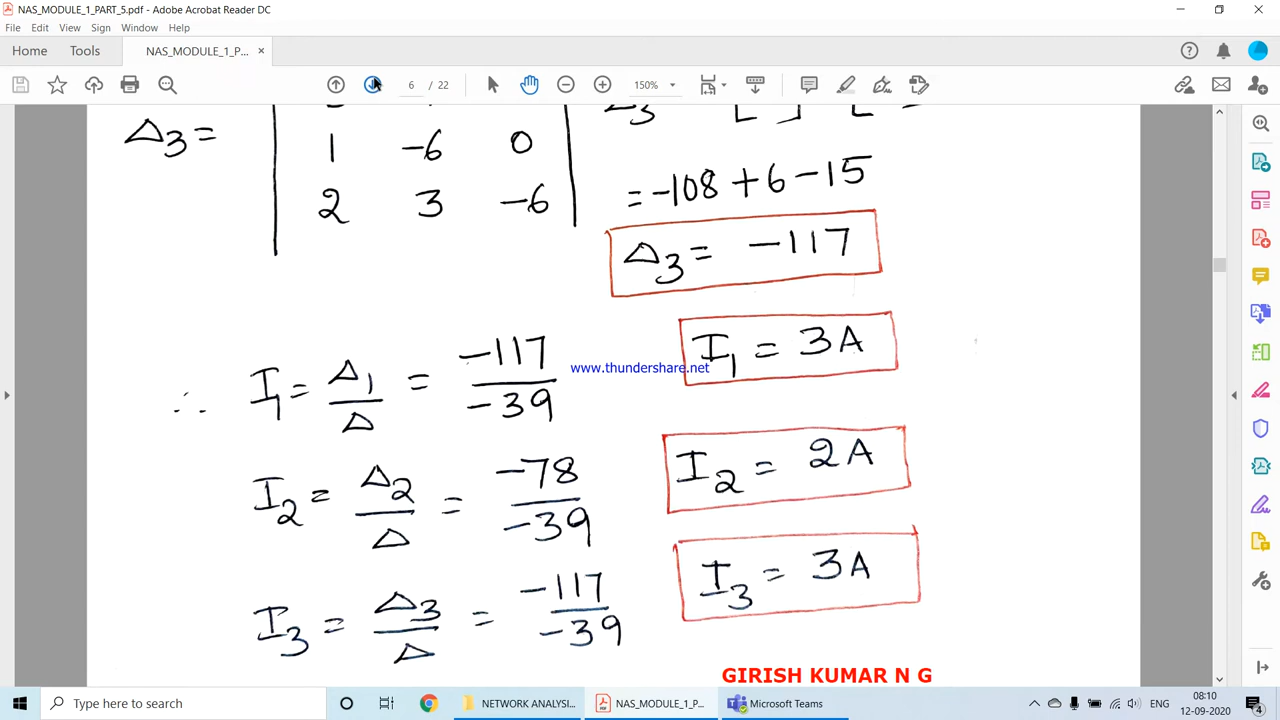 NAS_MODULE_1_PART_5.pdf - Adobe Acrobat Reader DC
File Edit View Sign Window Help
Home Tools NAS_MODULE_1_P... ×
6 / 22 150%
Δ3 =
1 -6 0
2 3 -6
= -108 + 6 - 15
Δ3 = -117
∴ I1 = Δ1/Δ = -117/-39
I1 = 3A
www.thundershare.net
I2 = Δ2/Δ = -78/-39
I2 = 2A
I3 = Δ3/Δ = -117/-39
I3 = 3A
GIRISH KUMAR N G
Type here to search
NETWORK ANALYSI...
NAS_MODULE_1_P...
Microsoft Teams
08:10
12-09-2020
4